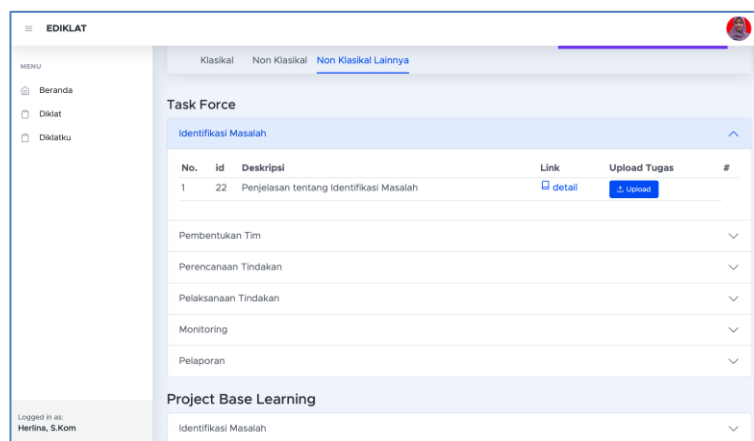 EDIKLAT
MENU
Beranda
Diklat
Diklatku
Klasikal Non Klasikal Non Klasikal Lainnya
Task Force
Identifikasi Masalah
No. id Deskripsi Link Upload Tugas #
1 22 Penjelasan tentang Identifikasi Masalah detail Upload
Pembentukan Tim
Perencanaan Tindakan
Pelaksanaan Tindakan
Monitoring
Pelaporan
Project Base Learning
Identifikasi Masalah
Logged in as:
Herlina, S.Kom